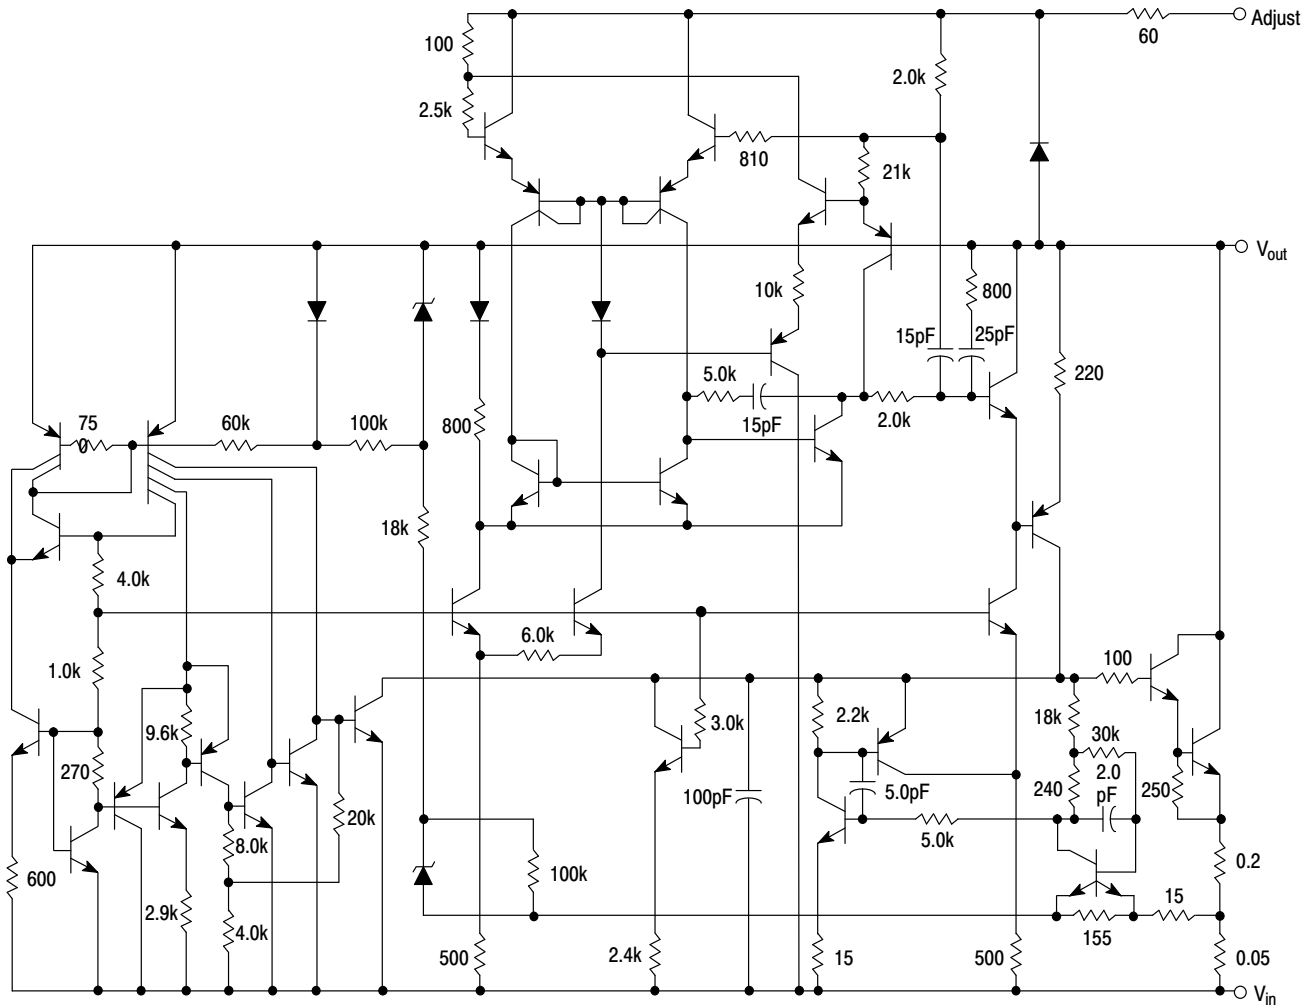 100
Adjust
60
2.0k
2.5k
810
21k
Vout
10k
800
15pF
25pF
5.0k
220
75
0
60k
100k
800
15pF
2.0k
18k
4.0k
6.0k
1.0k
100
9.6k
3.0k
2.2k
18k
30k
270
2.0
pF
240
250
100pF
5.0pF
20k
8.0k
5.0k
600
100k
0.2
15
2.9k
4.0k
155
500
2.4k
15
500
0.05
Vin